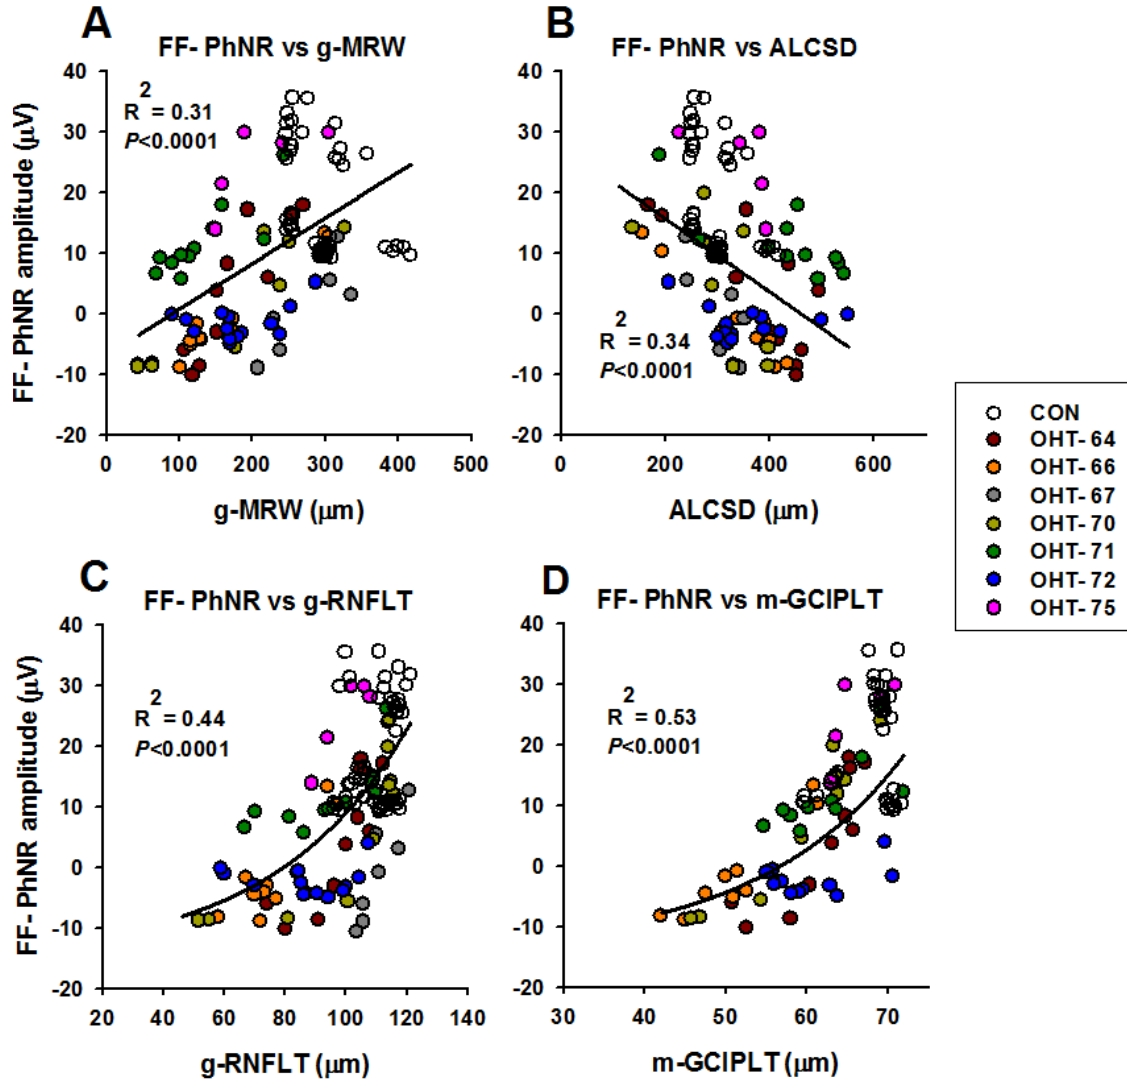 A
FF- PhNR vs g-MRW
R2 = 0.31
P<0.0001
40
30
20
10
0
-10
-20
FF- PhNR amplitude (μV)
0 100 200 300 400 500
g-MRW (μm)
B
FF- PhNR vs ALCSD
40
30
20
10
0
-10
-20
R2 = 0.34
P<0.0001
0 200 400 600
ALCSD (μm)
CON
OHT- 64
OHT- 66
OHT- 67
OHT- 70
OHT- 71
OHT- 72
OHT- 75
C
FF- PhNR vs g-RNFLT
R2 = 0.44
P<0.0001
40
30
20
10
0
-10
-20
FF- PhNR amplitude (μV)
20 40 60 80 100 120 140
g-RNFLT (μm)
D
FF- PhNR vs m-GCIPLT
R2 = 0.53
P<0.0001
40
30
20
10
0
-10
-20
30 40 50 60 70
m-GCIPLT (μm)